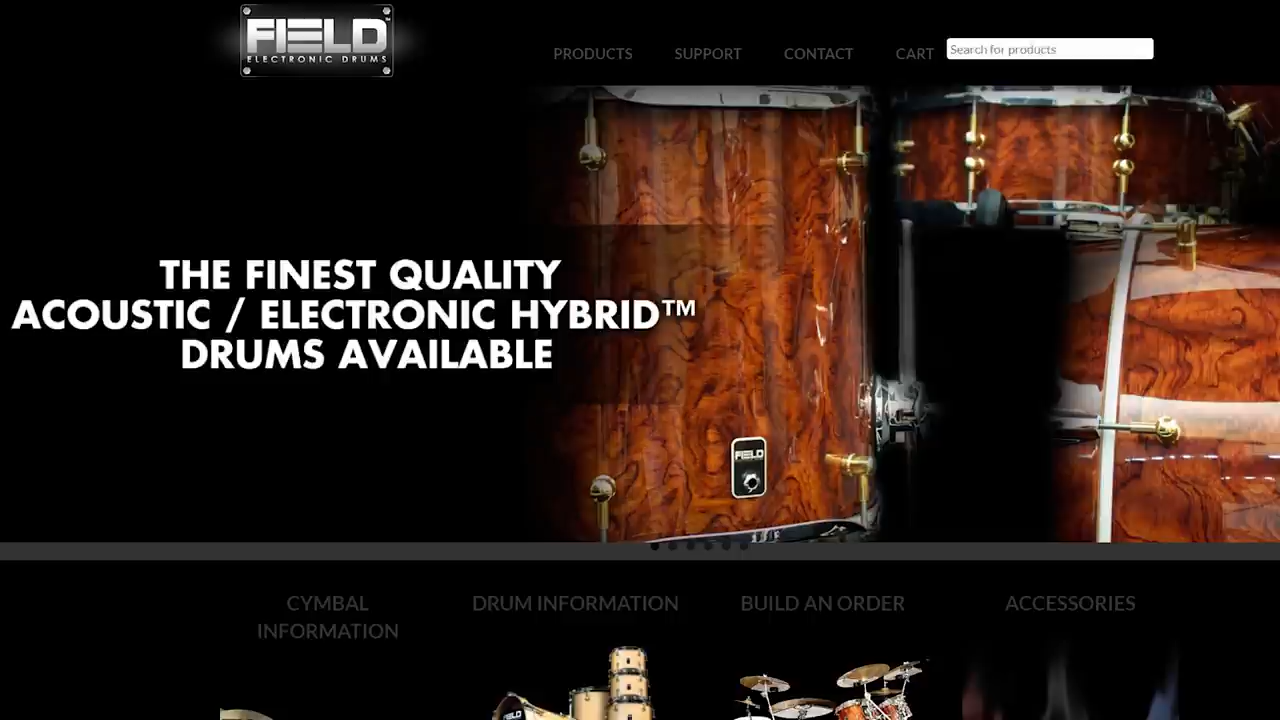 FIELD™
ELECTRONIC DRUMS
PRODUCTS
SUPPORT
CONTACT
CART
Search for products
THE FINEST QUALITY
ACOUSTIC / ELECTRONIC HYBRID™
DRUMS AVAILABLE
FIELD
CYMBAL
INFORMATION
DRUM INFORMATION
BUILD AN ORDER
ACCESSORIES
FIELD